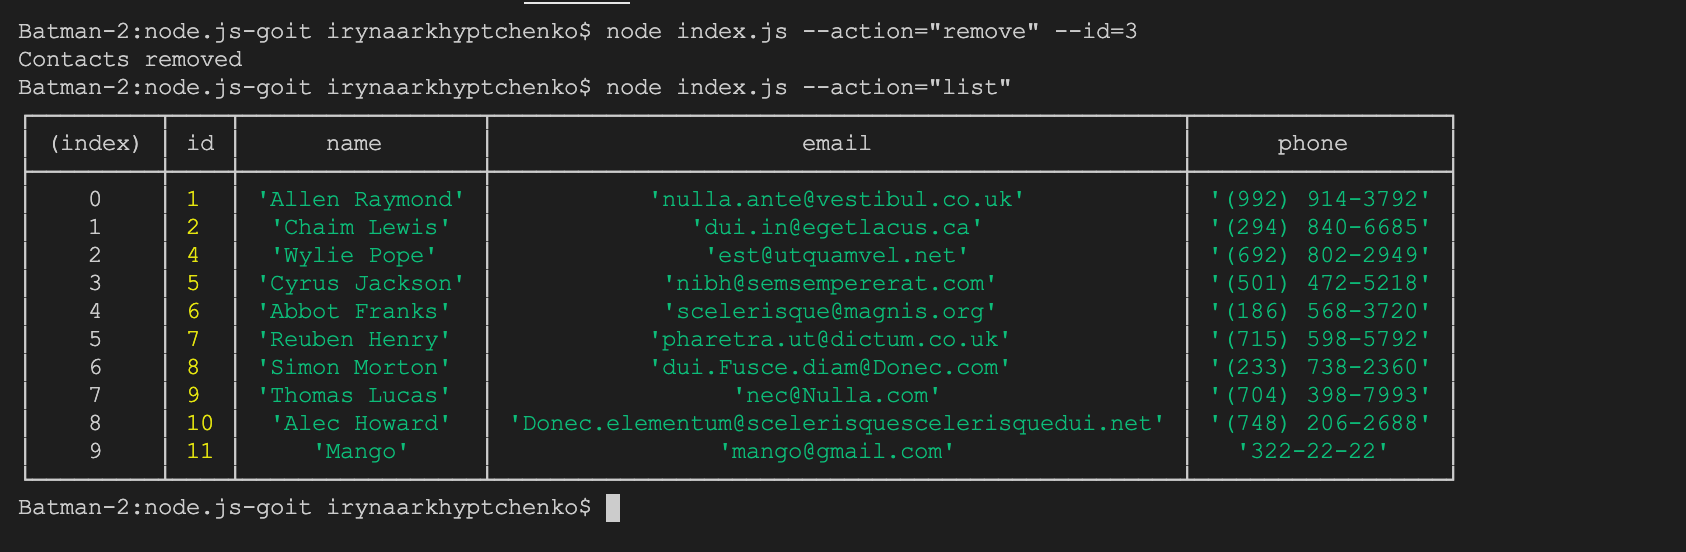 Batman-2:node.js-goit irynaarkhyptchenko$ node index.js --action="remove" --id=3
Contacts removed
Batman-2:node.js-goit irynaarkhyptchenko$ node index.js --action="list"
(index) id name email phone
0 1 'Allen Raymond' 'nulla.ante@vestibul.co.uk' '(992) 914-3792'
1 2 'Chaim Lewis' 'dui.in@egetlacus.ca' '(294) 840-6685'
2 4 'Wylie Pope' 'est@utquamvel.net' '(692) 802-2949'
3 5 'Cyrus Jackson' 'nibh@semsempererat.com' '(501) 472-5218'
4 6 'Abbot Franks' 'scelerisque@magnis.org' '(186) 568-3720'
5 7 'Reuben Henry' 'pharetra.ut@dictum.co.uk' '(715) 598-5792'
6 8 'Simon Morton' 'dui.Fusce.diam@Donec.com' '(233) 738-2360'
7 9 'Thomas Lucas' 'nec@Nulla.com' '(704) 398-7993'
8 10 'Alec Howard' 'Donec.elementum@scelerisquescelerisquedui.net' '(748) 206-2688'
9 11 'Mango' 'mango@gmail.com' '322-22-22'
Batman-2:node.js-goit irynaarkhyptchenko$